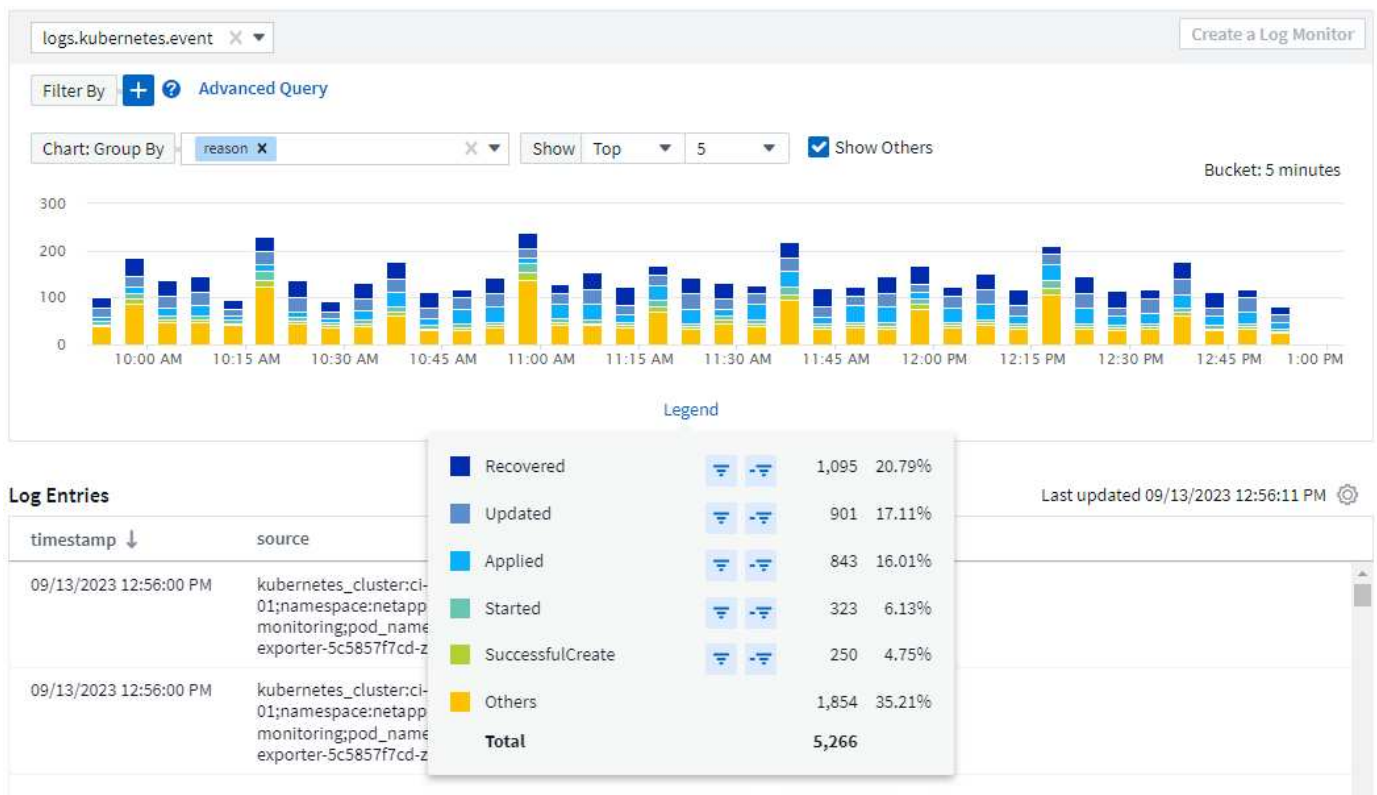 logs.kubernetes.event
Create a Log Monitor
Filter By + ? Advanced Query
Chart: Group By reason Show Top 5 Show Others
Bucket: 5 minutes
300
200
100
0
10:00 AM 10:15 AM 10:30 AM 10:45 AM 11:00 AM 11:15 AM 11:30 AM 11:45 AM 12:00 PM 12:15 PM 12:30 PM 12:45 PM 1:00 PM
Legend
Recovered 1,095 20.79%
Updated 901 17.11%
Applied 843 16.01%
Started 323 6.13%
SuccessfulCreate 250 4.75%
Others 1,854 35.21%
Total 5,266
Log Entries
Last updated 09/13/2023 12:56:11 PM
timestamp ↓ source
09/13/2023 12:56:00 PM kubernetes_cluster:ci-
01;namespace:netapp
monitoring;pod_name
exporter-5c5857f7cd-z
09/13/2023 12:56:00 PM kubernetes_cluster:ci-
01;namespace:netapp
monitoring;pod_name
exporter-5c5857f7cd-z